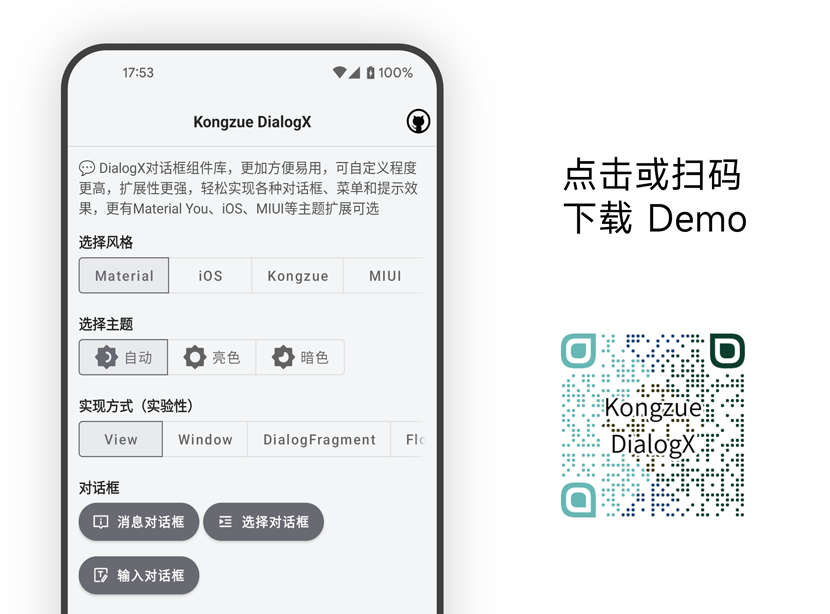 17:53
100%
Kongzue DialogX
💬 DialogX对话框组件库，更加方便易用，可自定义程度
更高，扩展性更强，轻松实现各种对话框、菜单和提示效
果，更有Material You、iOS、MIUI等主题扩展可选
选择风格
Material iOS Kongzue MIUI
选择主题
自动 亮色 暗色
实现方式（实验性）
View Window DialogFragment Flo
对话框
消息对话框 选择对话框
输入对话框
点击或扫码
下载 Demo
Kongzue
DialogX